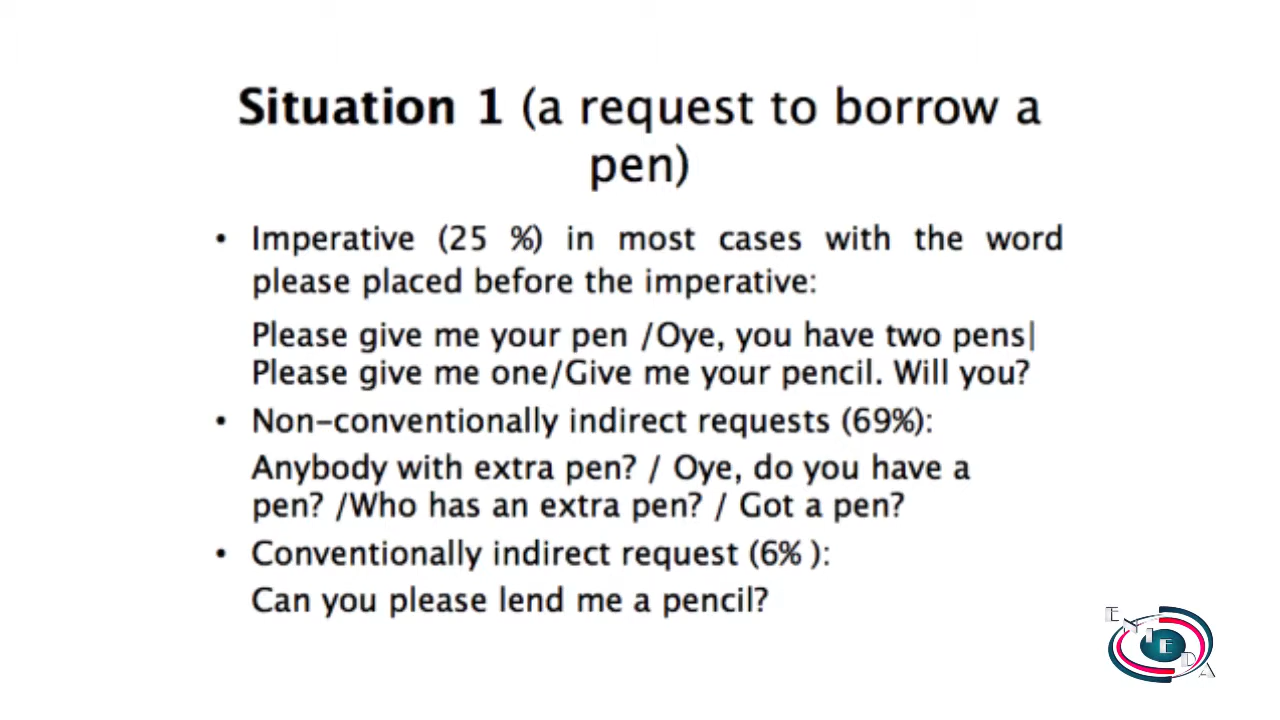 Situation 1 (a request to borrow a
pen)
• Imperative (25 %) in most cases with the word
please placed before the imperative:
Please give me your pen /Oye, you have two pens|
Please give me one/Give me your pencil. Will you?
• Non-conventionally indirect requests (69%):
Anybody with extra pen? / Oye, do you have a
pen? /Who has an extra pen? / Got a pen?
• Conventionally indirect request (6% ):
Can you please lend me a pencil?